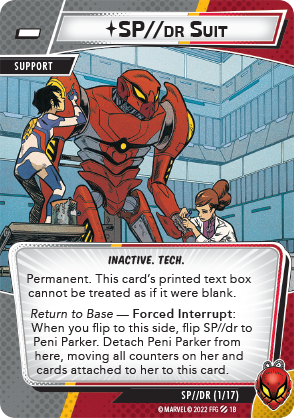 SP//dr Suit
SUPPORT
INACTIVE. TECH.
Permanent. This card's printed text box
cannot be treated as if it were blank.
Return to Base — Forced Interrupt:
When you flip to this side, flip SP//dr to
Peni Parker. Detach Peni Parker from
here, moving all counters on her and
cards attached to her to this card.
SP//DR (1/17)
© MARVEL © 2022 FFG 1B